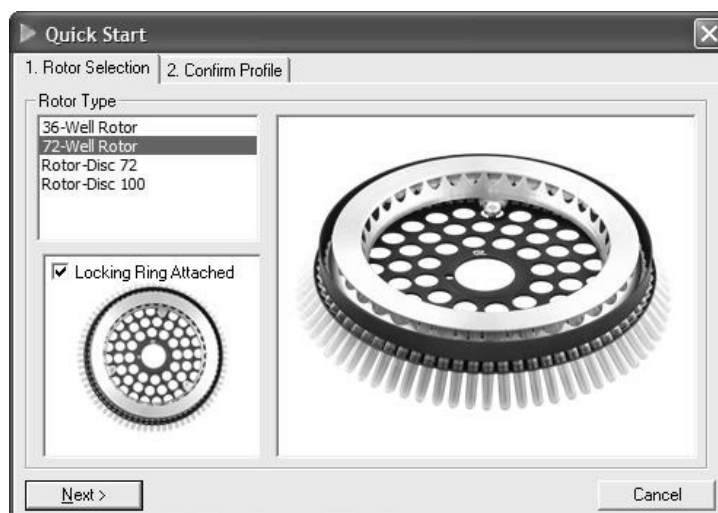 Quick Start
1. Rotor Selection 2. Confirm Profile
Rotor Type
36-Well Rotor
72-Well Rotor
Rotor-Disc 72
Rotor-Disc 100
Locking Ring Attached
Next >
Cancel